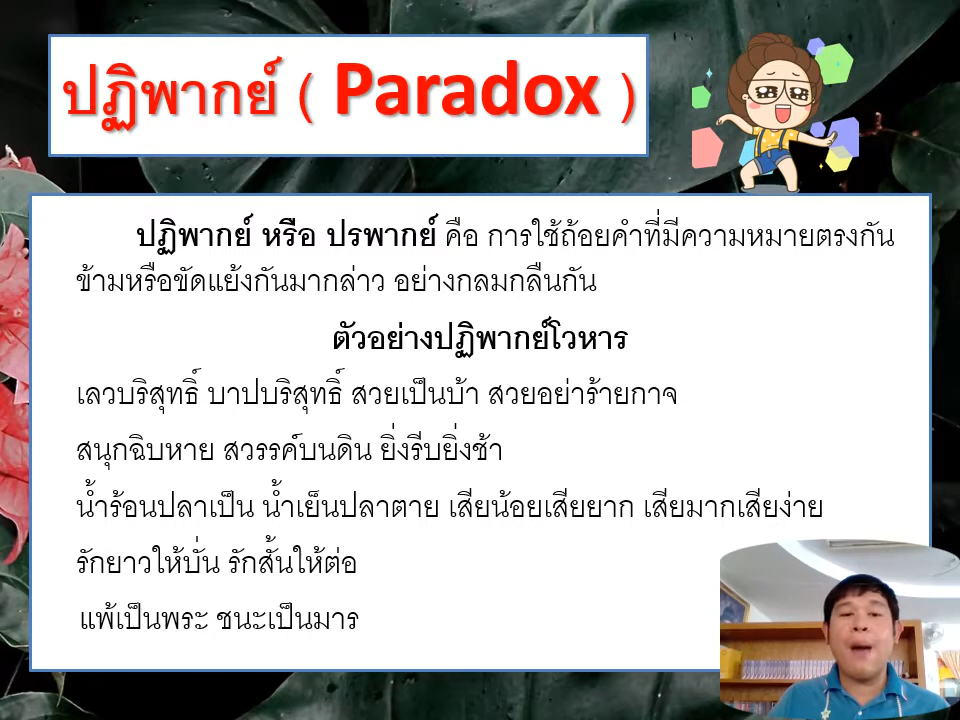 ปฏิพากย์ ( Paradox )
ปฏิพากย์ หรือ ปรพากย์ คือ การใช้ถ้อยคำที่มีความหมายตรงกัน
ข้ามหรือขัดแย้งกันมากล่าว อย่างกลมกลืนกัน
ตัวอย่างปฏิพากย์โวหาร
เลวบริสุทธิ์ บาปบริสุทธิ์ สวยเป็นบ้า สวยอย่าร้ายกาจ
สนุกฉิบหาย สวรรค์บนดิน ยิ่งรีบยิ่งช้า
น้ำร้อนปลาเป็น น้ำเย็นปลาตาย เสียน้อยเสียยาก เสียมากเสียง่าย
รักยาวให้บั่น รักสั้นให้ต่อ
แพ้เป็นพระ ชนะเป็นมาร